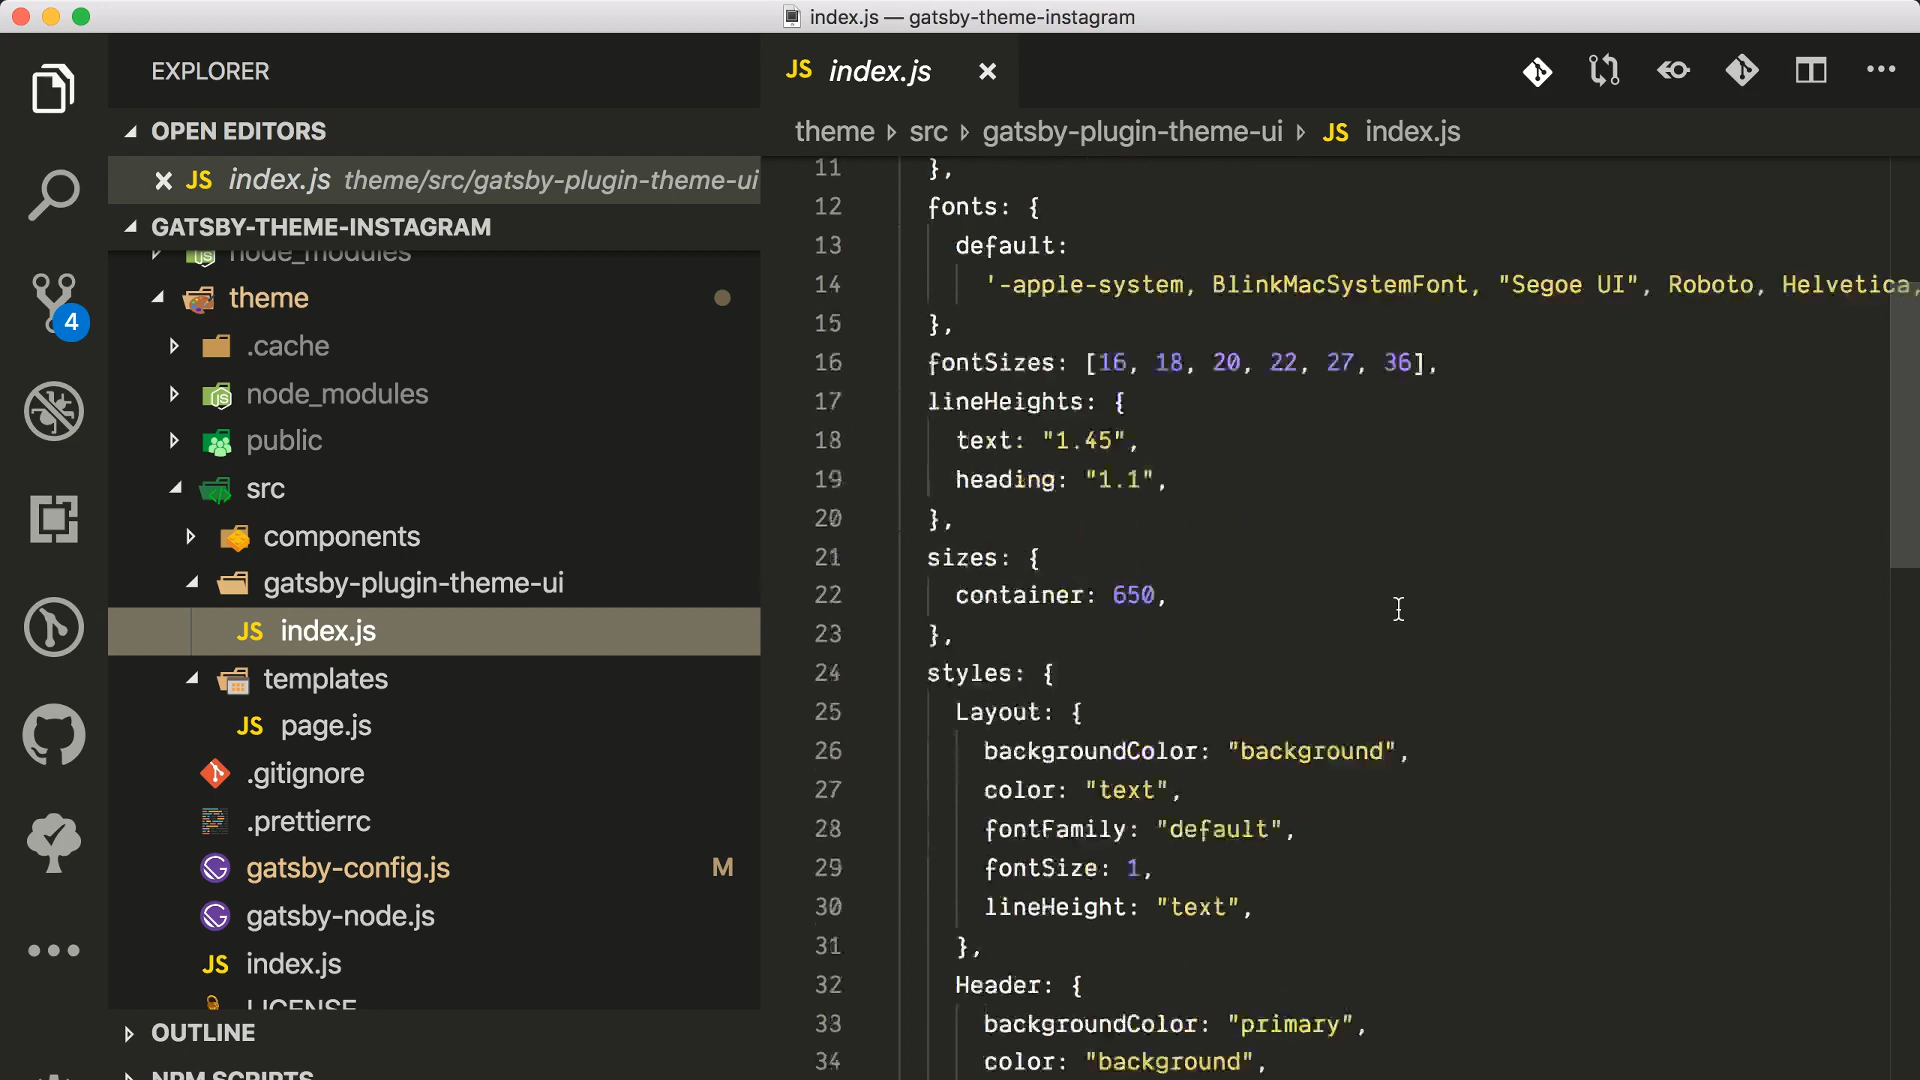 index.js — gatsby-theme-instagram
EXPLORER
OPEN EDITORS
JS index.js theme/src/gatsby-plugin-theme-ui
GATSBY-THEME-INSTAGRAM
node_modules
theme
.cache
node_modules
public
src
components
gatsby-plugin-theme-ui
JS index.js
templates
JS page.js
.gitignore
.prettierrc
gatsby-config.js M
gatsby-node.js
JS index.js
LICENSE
OUTLINE
NPM SCRIPTS
4
JS index.js
theme src gatsby-plugin-theme-ui JS index.js
11 },
12 fonts: {
13 default:
14 '-apple-system, BlinkMacSystemFont, "Segoe UI", Roboto, Helvetica,
15 },
16 fontSizes: [16, 18, 20, 22, 27, 36],
17 lineHeights: {
18 text: "1.45",
19 heading: "1.1",
20 },
21 sizes: {
22 container: 650,
23 },
24 styles: {
25 Layout: {
26 backgroundColor: "background",
27 color: "text",
28 fontFamily: "default",
29 fontSize: 1,
30 lineHeight: "text",
31 },
32 Header: {
33 backgroundColor: "primary",
34 color: "background",